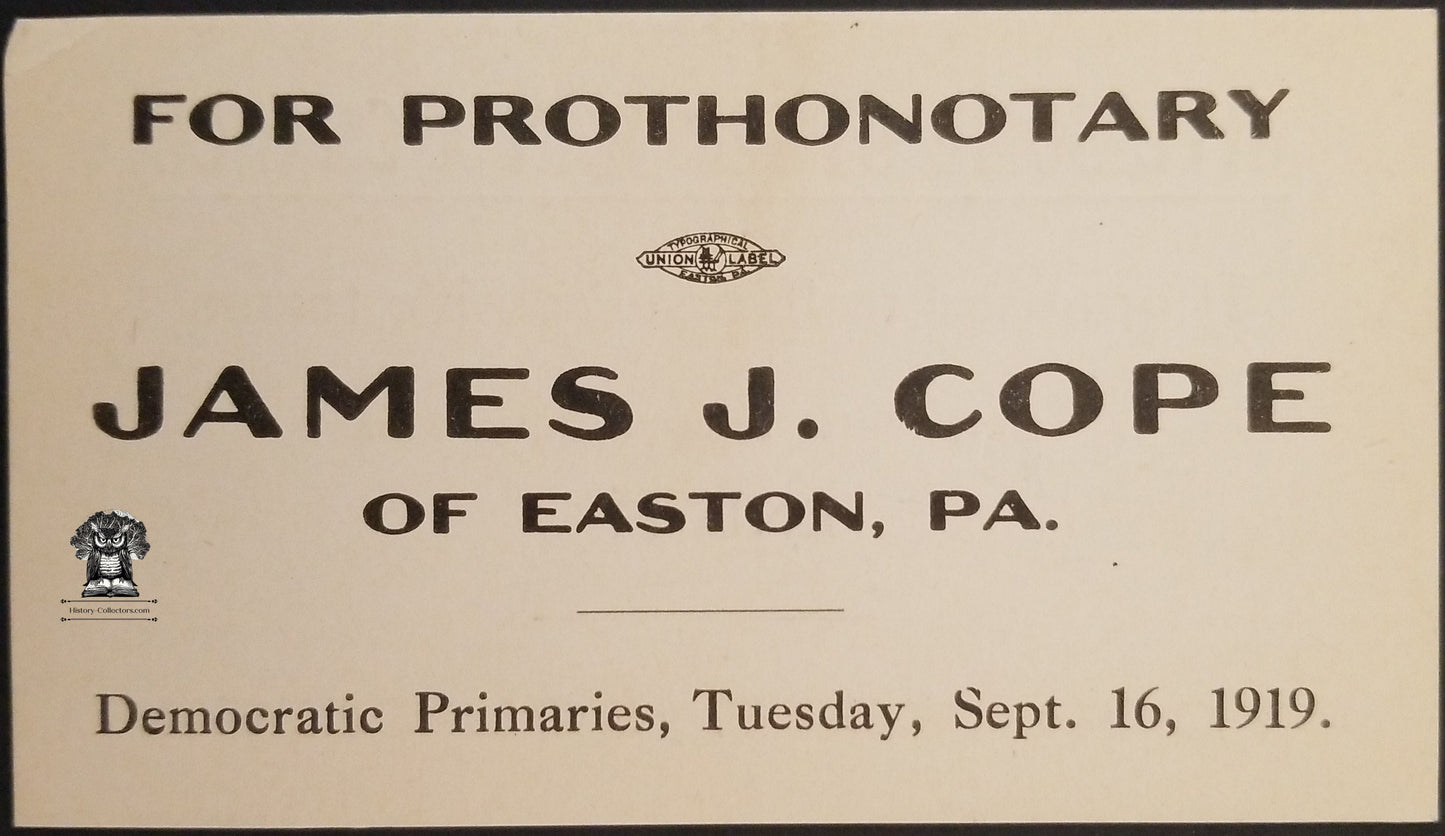 FOR PROTHONOTARY
TYPOGRAPHICAL
UNION LABEL
EASTON, PA.
JAMES J. COPE
OF EASTON, PA.
History-Collectors.com
Democratic Primaries, Tuesday, Sept. 16, 1919.